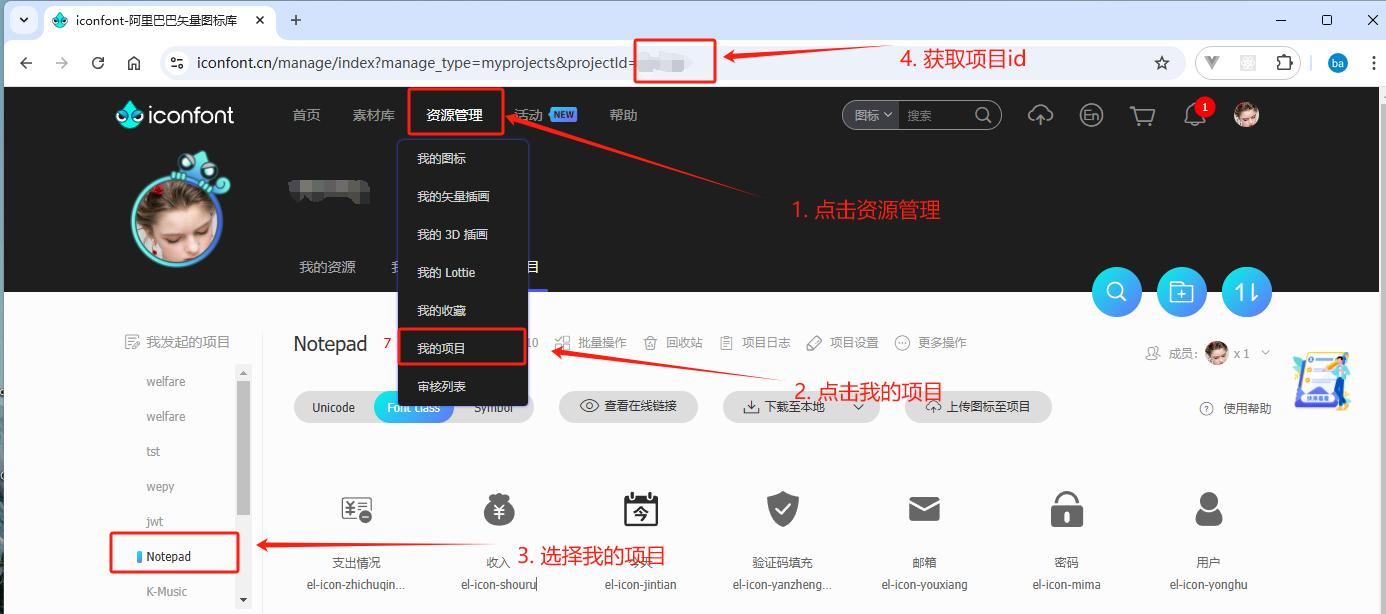 iconfont-阿里巴巴矢量图标库
iconfont.cn/manage/index?manage_type=myprojects&projectId=
4. 获取项目id
ba
iconfont
首页
素材库
资源管理
活动
NEW
帮助
图标
搜索
En
1
我的图标
我的矢量插画
我的 3D 插画
我的 Lottie
我的收藏
我的项目
审核列表
1. 点击资源管理
我的资源
目
我发起的项目
welfare
welfare
tst
wepy
jwt
Notepad
K-Music
Notepad
7
10
批量操作
回收站
项目日志
项目设置
更多操作
成员:
x 1
2. 点击我的项目
Unicode
Font class
Symbol
查看在线链接
下载至本地
上传图标至项目
使用帮助
快来看看
3. 选择我的项目
支出情况
收入
今天
验证码填充
邮箱
密码
用户
el-icon-zhichuqin...
el-icon-shouru
el-icon-jintian
el-icon-yanzheng...
el-icon-youxiang
el-icon-mima
el-icon-yonghu